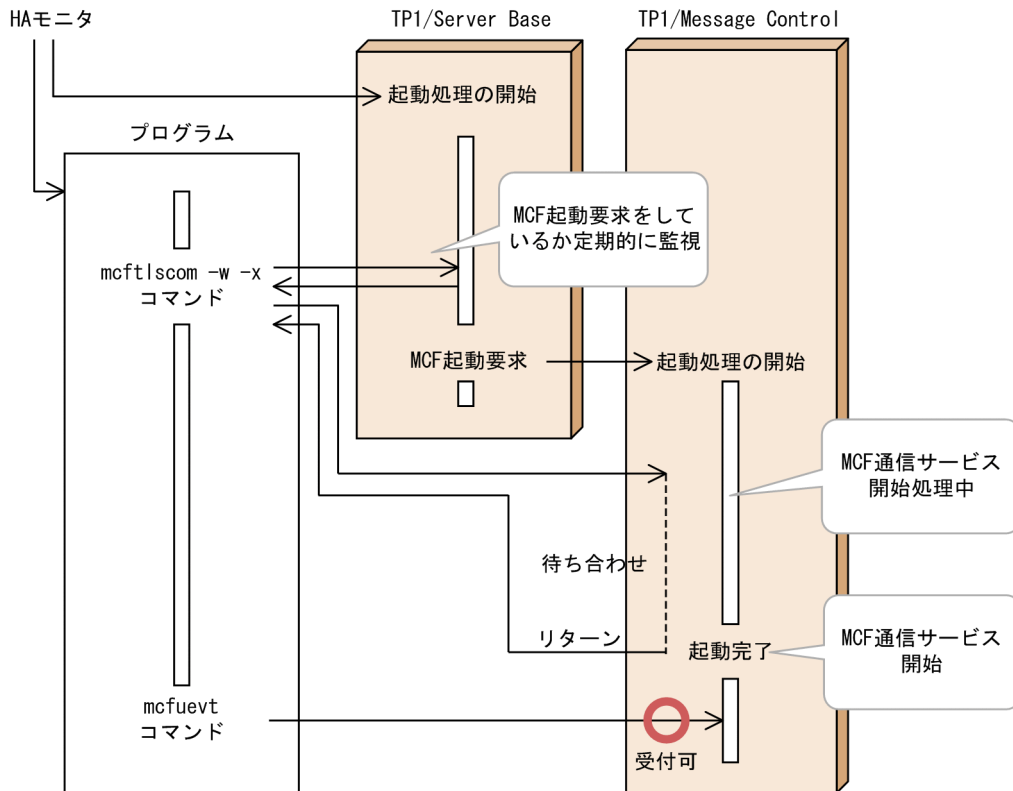 HAモニタ
TP1/Server Base
TP1/Message Control
起動処理の開始
プログラム
MCF起動要求をして
いるか定期的に監視
mcftlscom -w -x
コマンド
MCF起動要求
起動処理の開始
MCF通信サービス
開始処理中
待ち合わせ
リターン
起動完了
MCF通信サービス
開始
mcfuevt
コマンド
受付可